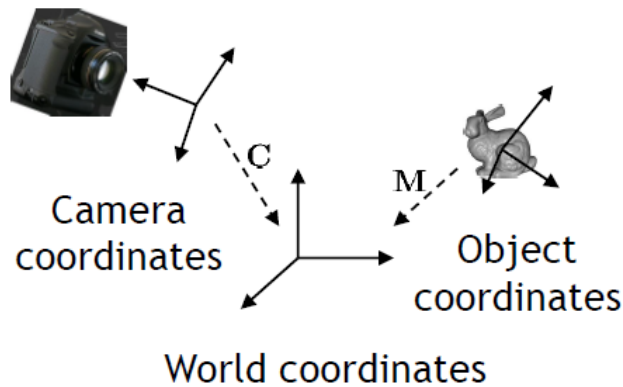 C
Camera
coordinates
M
Object
coordinates
World coordinates